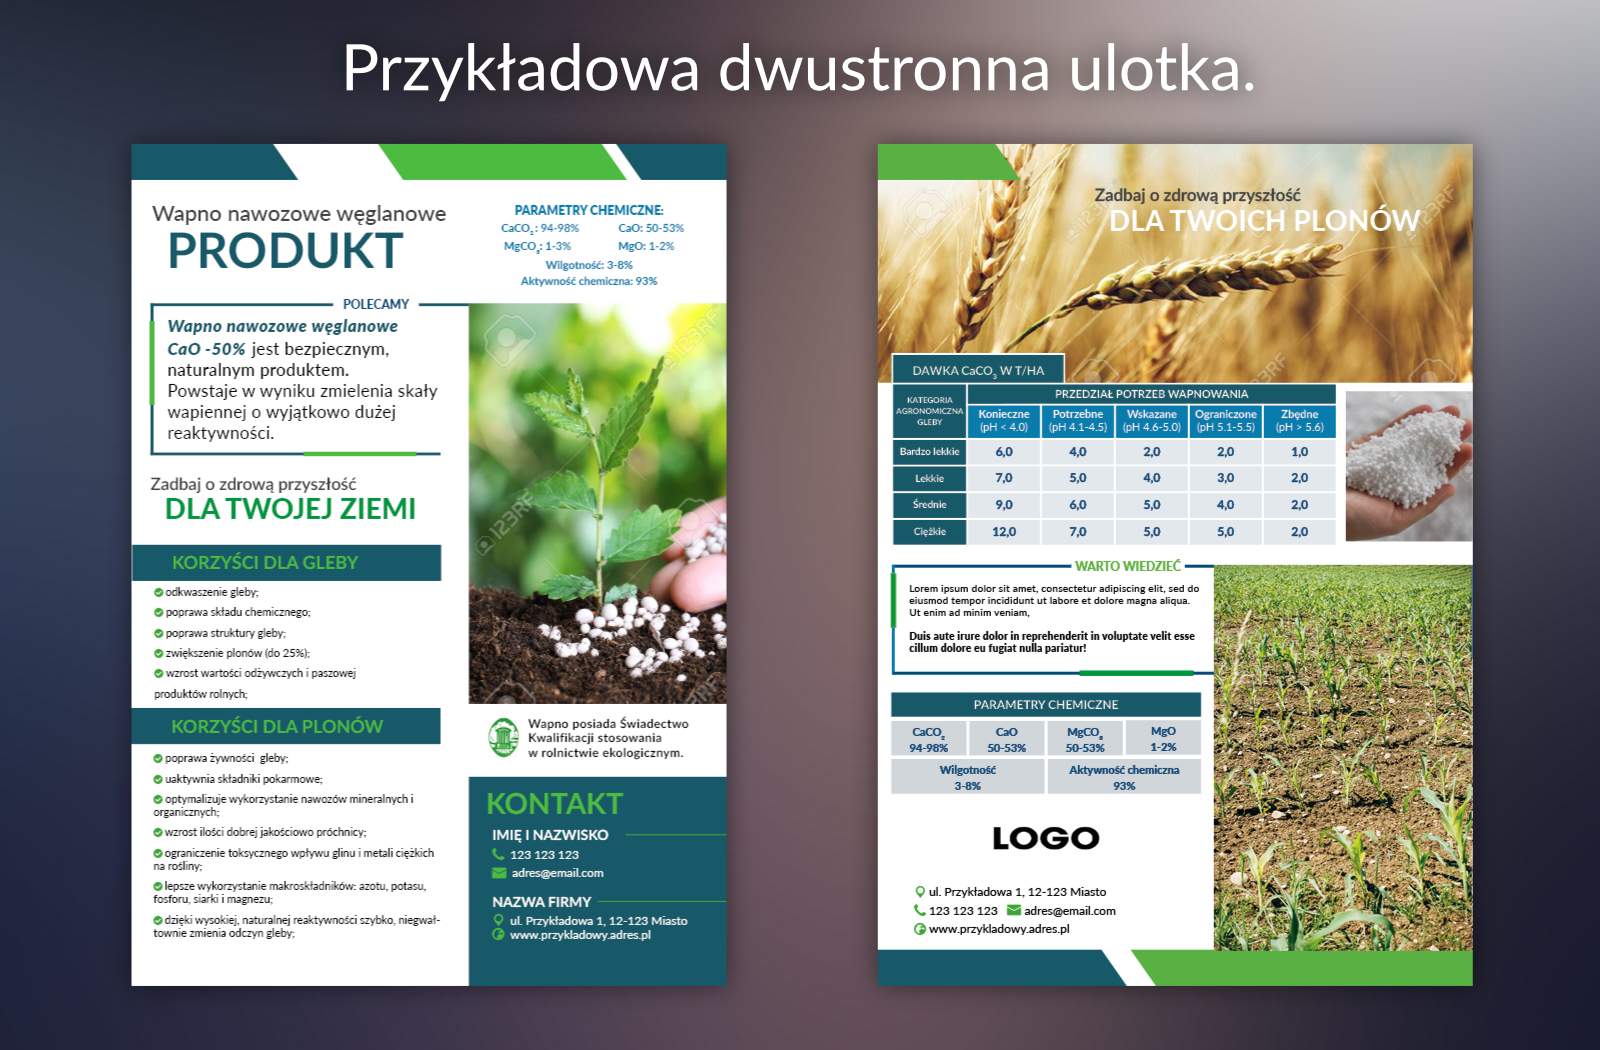 Przykładowa dwustronna ulotka.
Wapno nawozowe węglanowe
PRODUKT
PARAMETRY CHEMICZNE:
CaCO₂: 94-98% CaO: 50-53%
MgCO₃: 1-3% MgO: 1-2%
Wilgotność: 3-8%
Aktywność chemiczna: 93%
POLECAMY
Wapno nawozowe węglanowe
CaO -50% jest bezpiecznym,
naturalnym produktem.
Powstaje w wyniku zmielenia skały
wapiennej o wyjątkowo dużej
reaktywności.
Zadbaj o zdrową przyszłość
DLA TWOJEJ ZIEMI
KORZYŚCI DLA GLEBY
odkwaszenie gleby;
poprawa składu chemicznego;
poprawa struktury gleby;
zwiększenie plonów (do 25%);
wzrost wartości odżywczych i paszowej
produktów rolnych;
KORZYŚCI DLA PLONÓW
poprawa żywności gleby;
uaktywnia składniki pokarmowe;
optymalizuje wykorzystanie nawozów mineralnych i
organicznych;
wzrost ilości dobrej jakościowo próchnicy;
ograniczenie toksycznego wpływu glinu i metali ciężkich
na rośliny;
lepsze wykorzystanie makroskładników: azotu, potasu,
fosforu, siarki i magnezu;
dzięki wysokiej, naturalnej reaktywności szybko, niegwał-
townie zmienia odczyn gleby;
123RF
123RF
123RF
Wapno posiada Świadectwo
Kwalifikacji stosowania
w rolnictwie ekologicznym.
KONTAKT
IMIĘ I NAZWISKO
123 123 123
adres@email.com
NAZWA FIRMY
ul. Przykładowa 1, 12-123 Miasto
www.przykladowy.adres.pl
Zadbaj o zdrową przyszłość
DLA TWOICH PLONÓW
123RF
123RF
DAWKA CaCO₃ W T/HA
KATEGORIA
AGRONOMICZNA
GLEBY
PRZEDZIAŁ POTRZEB WAPNOWANIA
Konieczne Potrzebne Wskazane Ograniczone Zbędne
(pH < 4.0) (pH 4.1-4.5) (pH 4.6-5.0) (pH 5.1-5.5) (pH > 5.6)
Bardzo lekkie 6,0 4,0 2,0 2,0 1,0
Lekkie 7,0 5,0 4,0 3,0 2,0
Średnie 9,0 6,0 5,0 4,0 2,0
Ciężkie 12,0 7,0 5,0 5,0 2,0
WARTO WIEDZIEĆ
Lorem ipsum dolor sit amet, consectetur adipiscing elit, sed do
eiusmod tempor incididunt ut labore et dolore magna aliqua.
Ut enim ad minim veniam,
Duis aute irure dolor in reprehenderit in voluptate velit esse
cillum dolore eu fugiat nulla pariatur!
PARAMETRY CHEMICZNE
CaCO₂ CaO MgCO₃ MgO
94-98% 50-53% 50-53% 1-2%
Wilgotność Aktywność chemiczna
3-8% 93%
LOGO
ul. Przykładowa 1, 12-123 Miasto
123 123 123 adres@email.com
www.przykladowy.adres.pl